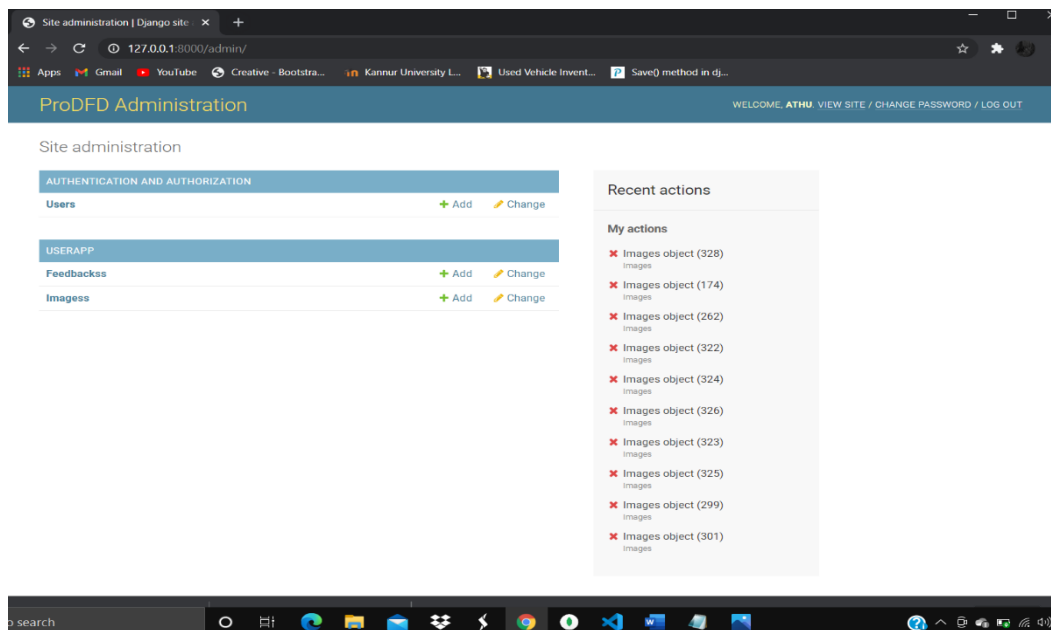 Site administration | Django site
127.0.0.1:8000/admin/
Apps Gmail YouTube Creative - Bootstra... Kannur University L... Used Vehicle Invent... Save() method in dj...
ProDFD Administration
WELCOME, ATHU. VIEW SITE / CHANGE PASSWORD / LOG OUT
Site administration
AUTHENTICATION AND AUTHORIZATION
Users + Add Change
USERAPP
Feedbackss + Add Change
Imagess + Add Change
Recent actions
My actions
Images object (328)
Images
Images object (174)
Images
Images object (262)
Images
Images object (322)
Images
Images object (324)
Images
Images object (326)
Images
Images object (323)
Images
Images object (325)
Images
Images object (299)
Images
Images object (301)
Images
search